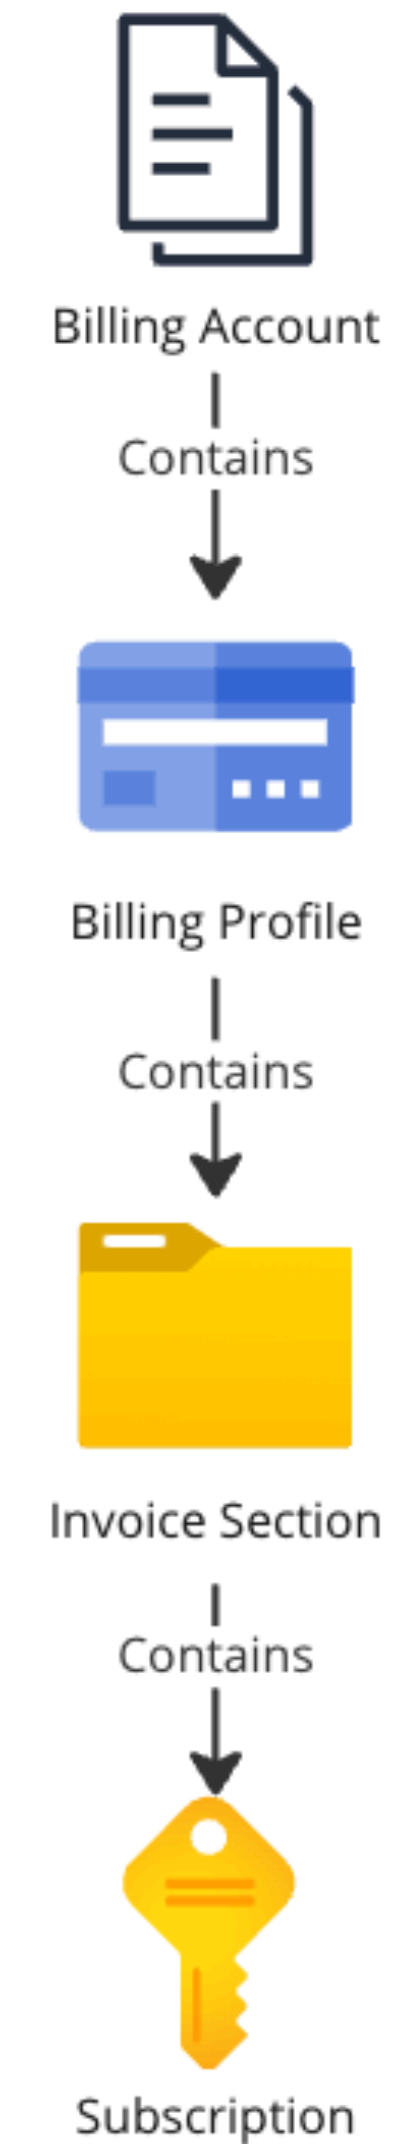 Billing Account
Contains
Billing Profile
Contains
Invoice Section
Contains
Subscription